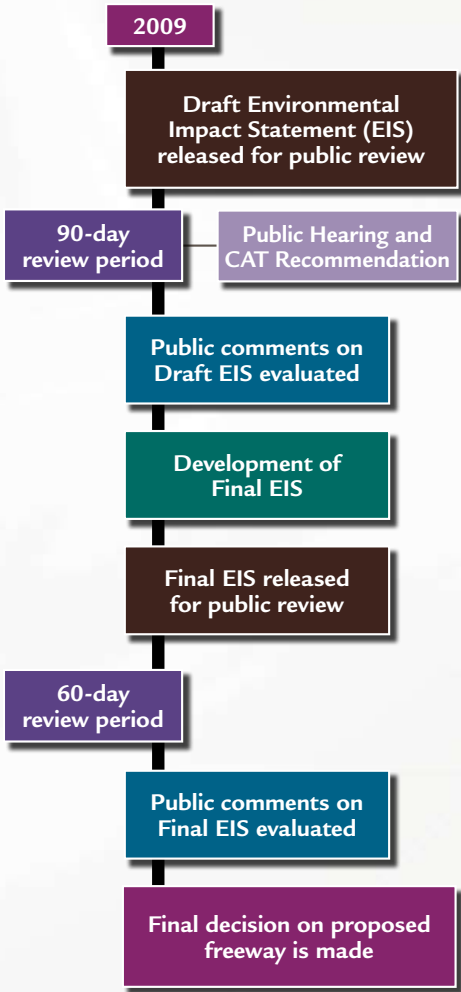 2009
Draft Environmental
Impact Statement (EIS)
released for public review
90-day
review period
Public Hearing and
CAT Recommendation
Public comments on
Draft EIS evaluated
Development of
Final EIS
Final EIS released
for public review
60-day
review period
Public comments on
Final EIS evaluated
Final decision on proposed
freeway is made